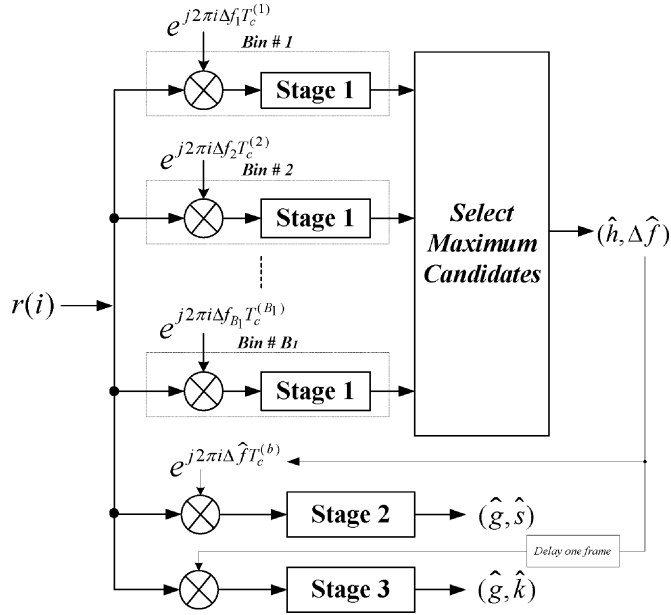 e^{j2πiΔf_1T_c^{(1)}}
Bin # 1
Stage 1
e^{j2πiΔf_2T_c^{(2)}}
Bin # 2
Stage 1
Select
Maximum
Candidates
(ĥ, Δf̂)
r(i)
e^{j2πiΔf_{B_1}T_c^{(B_1)}}
Bin # B_1
Stage 1
e^{j2πiΔf̂T_c^{(b)}}
Stage 2
(ĝ, ŝ)
Delay one frame
Stage 3
(ĝ, k̂)